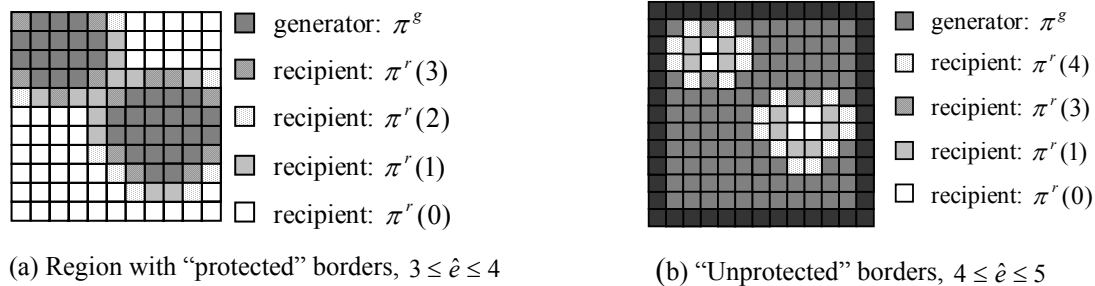 generator: π^g
recipient: π^r(3)
recipient: π^r(2)
recipient: π^r(1)
recipient: π^r(0)
(a) Region with “protected” borders, 3 ≤ ê ≤ 4
generator: π^g
recipient: π^r(4)
recipient: π^r(3)
recipient: π^r(1)
recipient: π^r(0)
(b) “Unprotected” borders, 4 ≤ ê ≤ 5